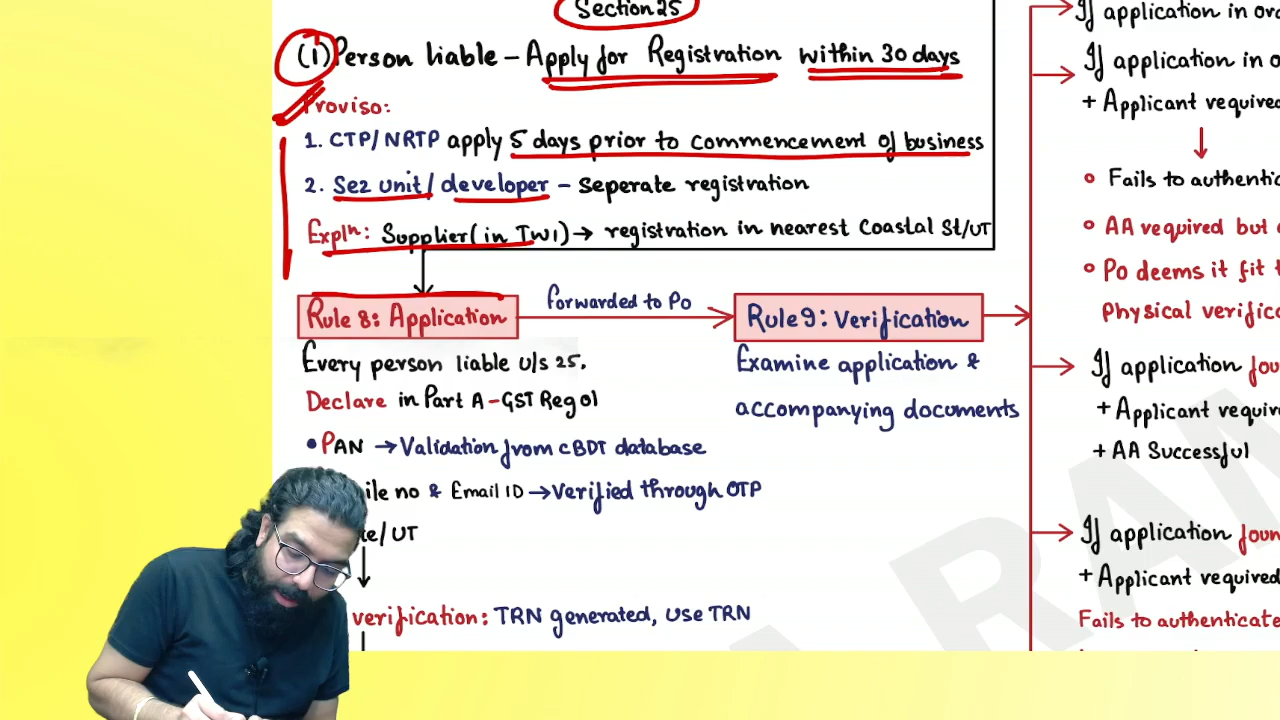 Section 25
(1) Person liable – Apply for Registration within 30 days
Proviso:
1. CTP/NRTP apply 5 days prior to commencement of business
2. Sez unit/ developer – Seperate registration
Expln: Supplier (in TW1) → registration in nearest Coastal St/UT
Rule 8: Application
forwarded to PO
Rule 9: Verification
Every person liable u/s 25.
Declare in Part A - GST Reg 01
• PAN → Validation from CBDT database
ile no & Email ID → Verified through OTP
te/ UT
verification: TRN generated, Use TRN
Examine application &
accompanying documents
If application in or
If application in o
+ Applicant required
Fails to authentic
AA required but
PO deems it fit t
Physical verifica
If application fou
+ Applicant requir
+ AA Successful
If application foun
+ Applicant required
Fails to authenticate
RAM